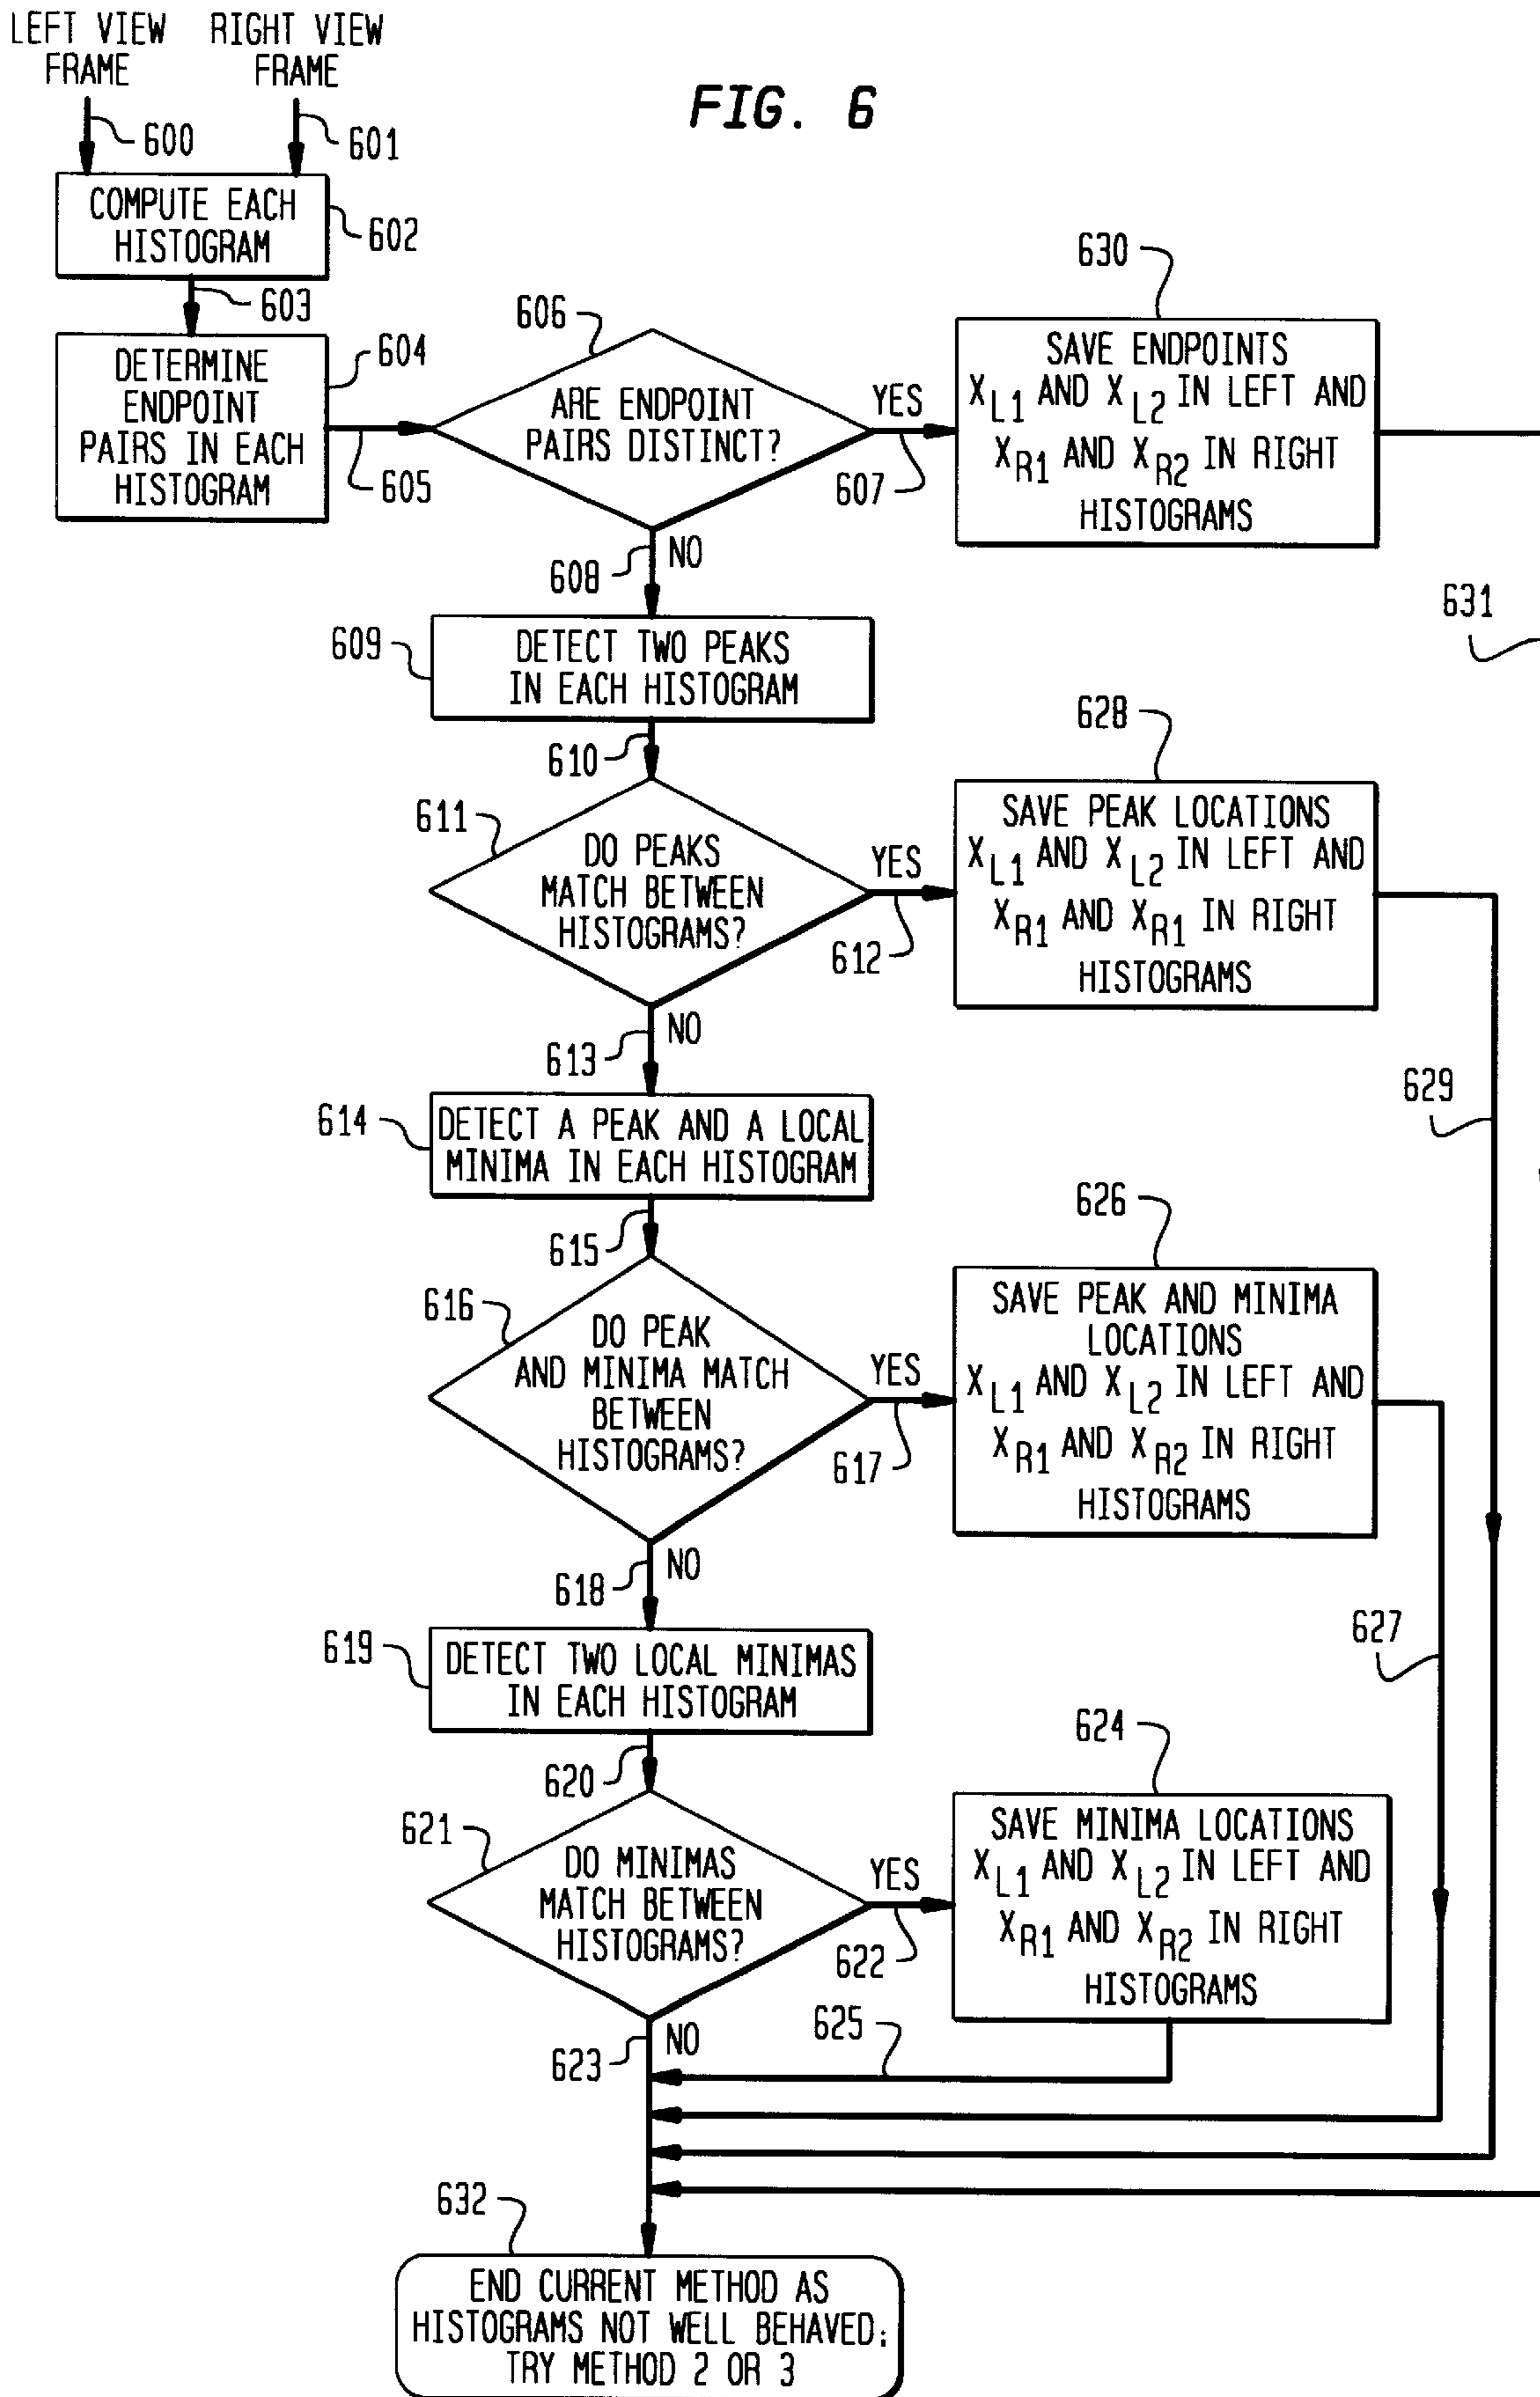 LEFT VIEW FRAME
RIGHT VIEW FRAME
FIG. 6
600
601
COMPUTE EACH
HISTOGRAM
602
603
DETERMINE
ENDPOINT
PAIRS IN EACH
HISTOGRAM
604
605
606
ARE ENDPOINT
PAIRS DISTINCT?
YES
607
630
SAVE ENDPOINTS
XL1 AND XL2 IN LEFT AND
XR1 AND XR2 IN RIGHT
HISTOGRAMS
631
608
NO
609
DETECT TWO PEAKS
IN EACH HISTOGRAM
610
611
DO PEAKS
MATCH BETWEEN
HISTOGRAMS?
YES
612
628
SAVE PEAK LOCATIONS
XL1 AND XL2 IN LEFT AND
XR1 AND XR1 IN RIGHT
HISTOGRAMS
629
613
NO
614
DETECT A PEAK AND A LOCAL
MINIMA IN EACH HISTOGRAM
615
616
DO PEAK
AND MINIMA MATCH
BETWEEN
HISTOGRAMS?
YES
617
626
SAVE PEAK AND MINIMA
LOCATIONS
XL1 AND XL2 IN LEFT AND
XR1 AND XR2 IN RIGHT
HISTOGRAMS
627
618
NO
619
DETECT TWO LOCAL MINIMAS
IN EACH HISTOGRAM
620
621
DO MINIMAS
MATCH BETWEEN
HISTOGRAMS?
YES
622
624
SAVE MINIMA LOCATIONS
XL1 AND XL2 IN LEFT AND
XR1 AND XR2 IN RIGHT
HISTOGRAMS
625
623
NO
632
END CURRENT METHOD AS
HISTOGRAMS NOT WELL BEHAVED;
TRY METHOD 2 OR 3